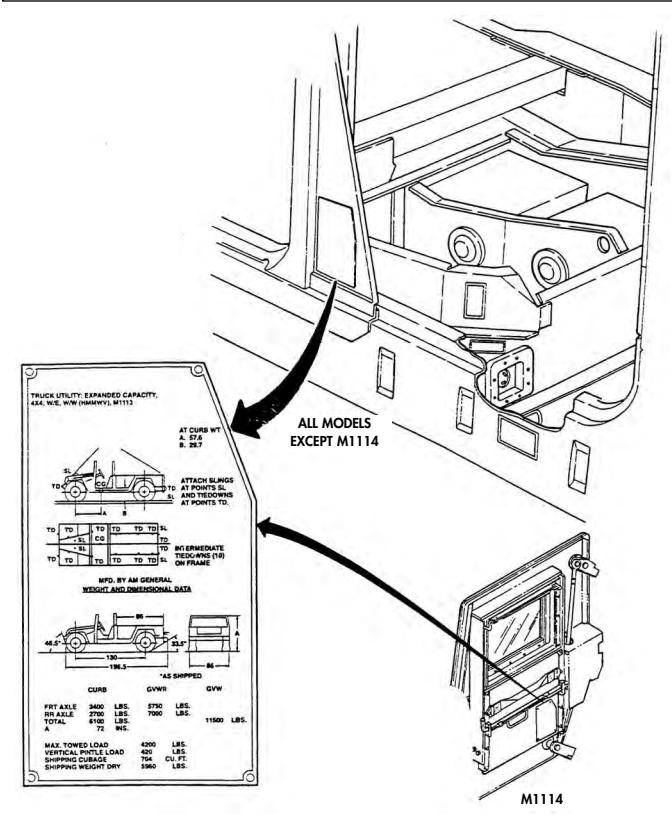 TRUCK UTILITY: EXPANDED CAPACITY,
4X4, W/E, W/W (HMMWV), M1113
AT CURB WT
A. 57.6
B. 29.7
SL
TD
CG
TD
SL
A
B
ATTACH SLINGS
AT POINTS SL
AND TIEDOWNS
AT POINTS TD.
TD TD TD TD TD SL
SL CG TD
SL TD
TD TD TD TD TD TD SL
INTERMEDIATE
TIEDOWNS (10)
ON FRAME
MFD. BY AM GENERAL
WEIGHT AND DIMENSIONAL DATA
86
A
33.5°
130
196.5
86
*AS SHIPPED
CURB GVWR GVW
FRT AXLE 3400 LBS. 5750 LBS.
RR AXLE 2700 LBS. 7000 LBS.
TOTAL 6100 LBS. 11500 LBS.
A 72 INS.
MAX. TOWED LOAD 4200 LBS.
VERTICAL PINTLE LOAD 420 LBS.
SHIPPING CUBAGE 704 CU. FT.
SHIPPING WEIGHT DRY 5960 LBS.
ALL MODELS
EXCEPT M1114
M1114